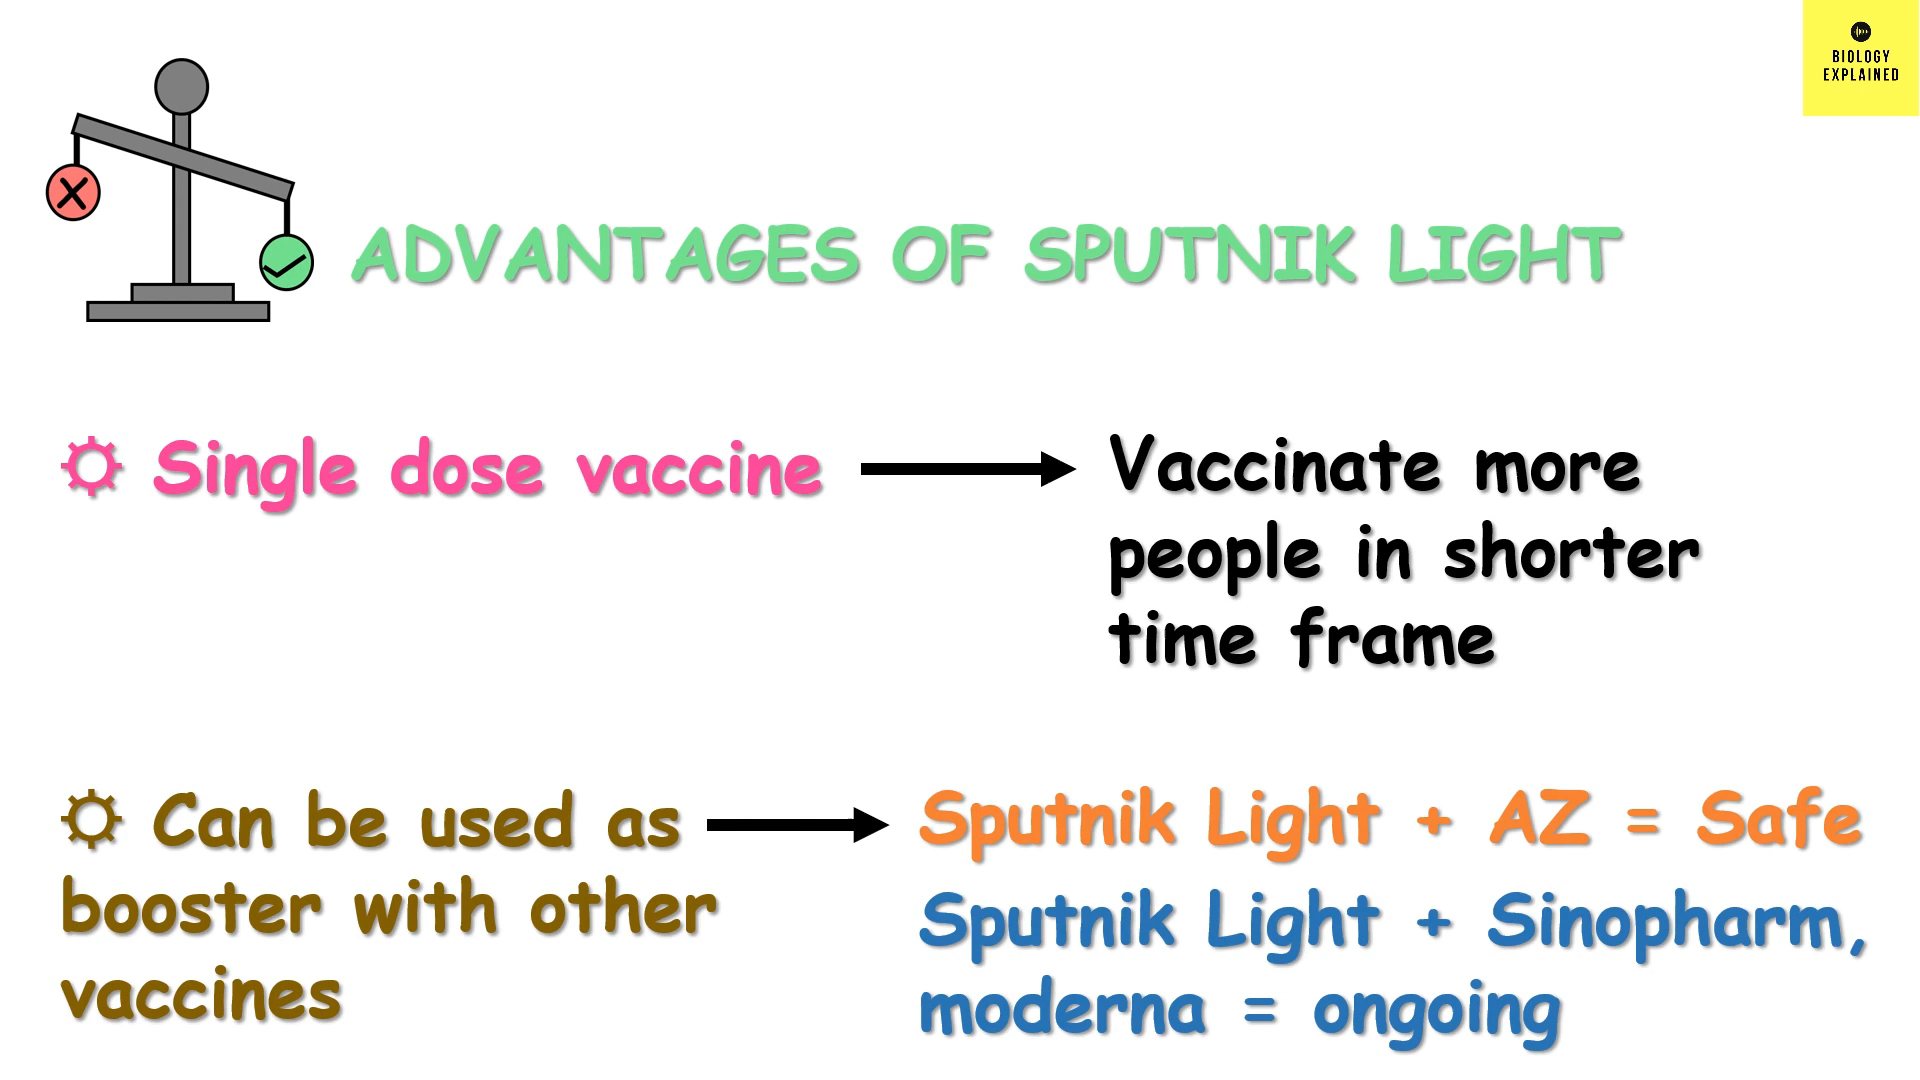 BIOLOGY
EXPLAINED
ADVANTAGES OF SPUTNIK LIGHT
Single dose vaccine
Vaccinate more
people in shorter
time frame
Can be used as
booster with other
vaccines
Sputnik Light + AZ = Safe
Sputnik Light + Sinopharm,
moderna = ongoing